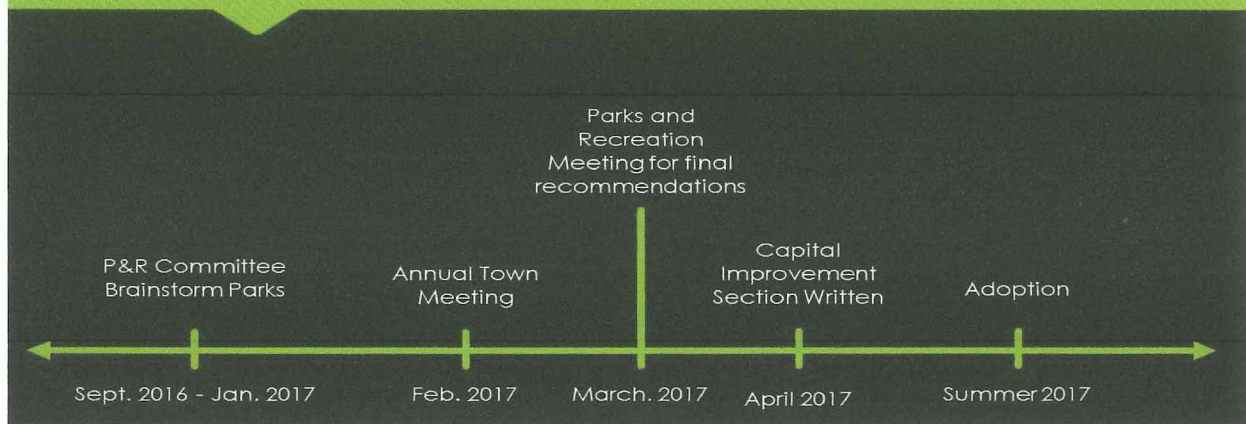 Parks and
Recreation
Meeting for final
recommendations
P&R Committee
Brainstorm Parks
Annual Town
Meeting
Capital
Improvement
Section Written
Adoption
Sept. 2016 - Jan. 2017
Feb. 2017
March. 2017
April 2017
Summer 2017